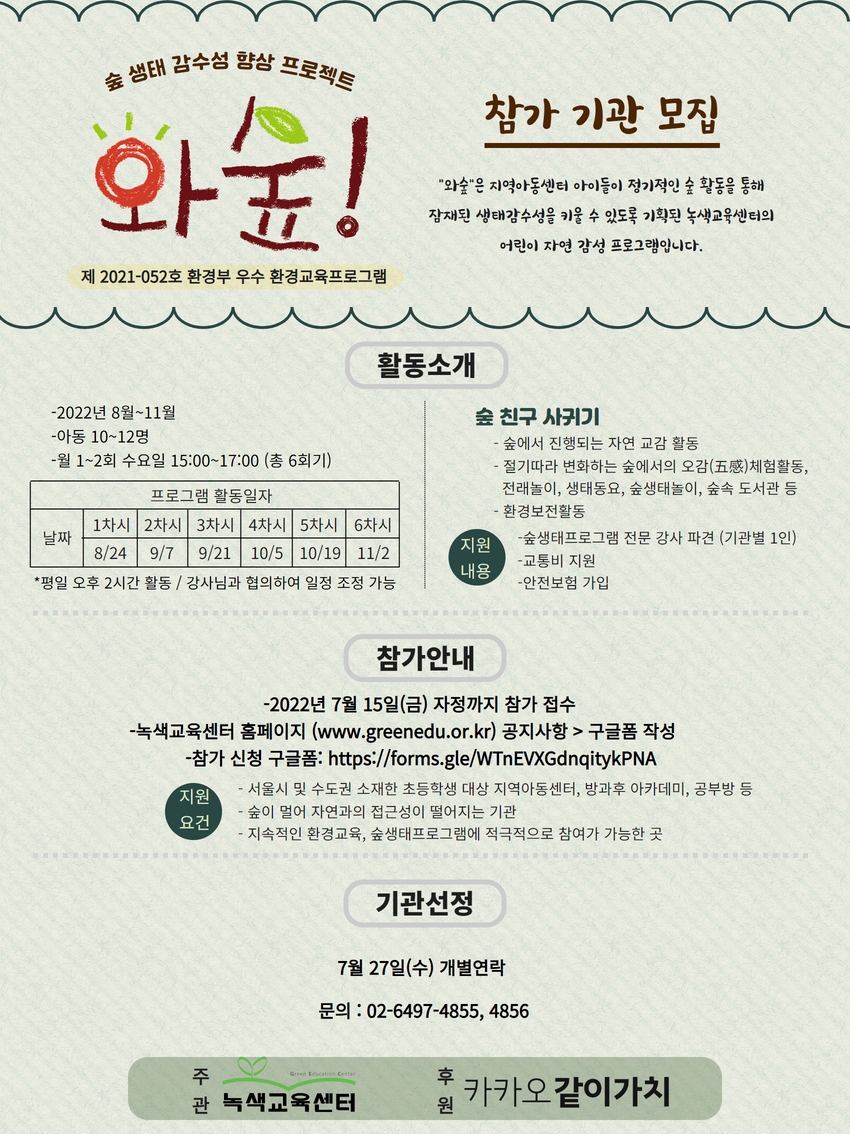 숲 생태 감수성 향상 프로젝트
와숲!
제 2021-052호 환경부 우수 환경교육프로그램
참가 기관 모집
"와숲"은 지역아동센터 아이들이 정기적인 숲 활동을 통해
잠재된 생태감수성을 키울 수 있도록 기획된 녹색교육센터의
어린이 자연 감성 프로그램입니다.
활동소개
-2022년 8월~11월
-아동 10~12명
-월 1~2회 수요일 15:00~17:00 (총 6회기)
프로그램 활동일자
날짜 1차시 2차시 3차시 4차시 5차시 6차시
8/24 9/7 9/21 10/5 10/19 11/2
*평일 오후 2시간 활동 / 강사님과 협의하여 일정 조정 가능
숲 친구 사귀기
- 숲에서 진행되는 자연 교감 활동
- 절기따라 변화하는 숲에서의 오감(五感)체험활동,
전래놀이, 생태동요, 숲생태놀이, 숲속 도서관 등
- 환경보전활동
지원
내용
-숲생태프로그램 전문 강사 파견 (기관별 1인)
-교통비 지원
-안전보험 가입
참가안내
-2022년 7월 15일(금) 자정까지 참가 접수
-녹색교육센터 홈페이지 (www.greenedu.or.kr) 공지사항 > 구글폼 작성
-참가 신청 구글폼: https://forms.gle/WTnEVXGdnqitykPNA
지원
요건
- 서울시 및 수도권 소재한 초등학생 대상 지역아동센터, 방과후 아카데미, 공부방 등
- 숲이 멀어 자연과의 접근성이 떨어지는 기관
- 지속적인 환경교육, 숲생태프로그램에 적극적으로 참여가 가능한 곳
기관선정
7월 27일(수) 개별연락
문의 : 02-6497-4855, 4856
주관
Green Education Center
녹색교육센터
후원
카카오같이가치